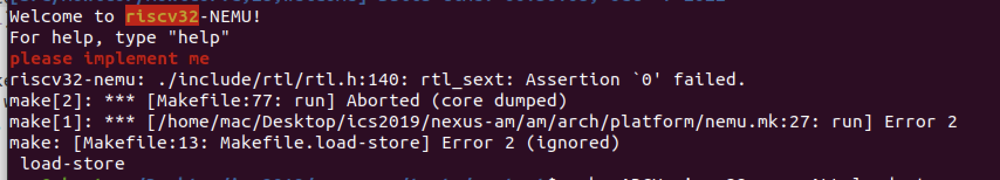 Welcome to riscv32-NEMU!
For help, type "help"
please implement me
riscv32-nemu: ./include/rtl/rtl.h:140: rtl_sext: Assertion `0' failed.
make[2]: *** [Makefile:77: run] Aborted (core dumped)
make[1]: *** [/home/mac/Desktop/ics2019/nexus-am/am/arch/platform/nemu.mk:27: run] Error 2
make: [Makefile:13: Makefile.load-store] Error 2 (ignored)
load-store